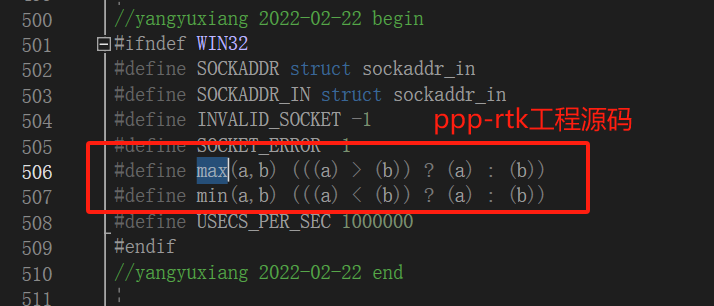 500 //yangyuxiang 2022-02-22 begin
501 #ifndef WIN32
502 #define SOCKADDR struct sockaddr_in
503 #define SOCKADDR_IN struct sockaddr_in
504 #define INVALID_SOCKET -1
ppp-rtk工程源码
505 #define SOCKET_ERROR -1
506 #define max(a,b) (((a) > (b)) ? (a) : (b))
507 #define min(a,b) (((a) < (b)) ? (a) : (b))
508 #define USECS_PER_SEC 1000000
509 #endif
510 //yangyuxiang 2022-02-22 end
511